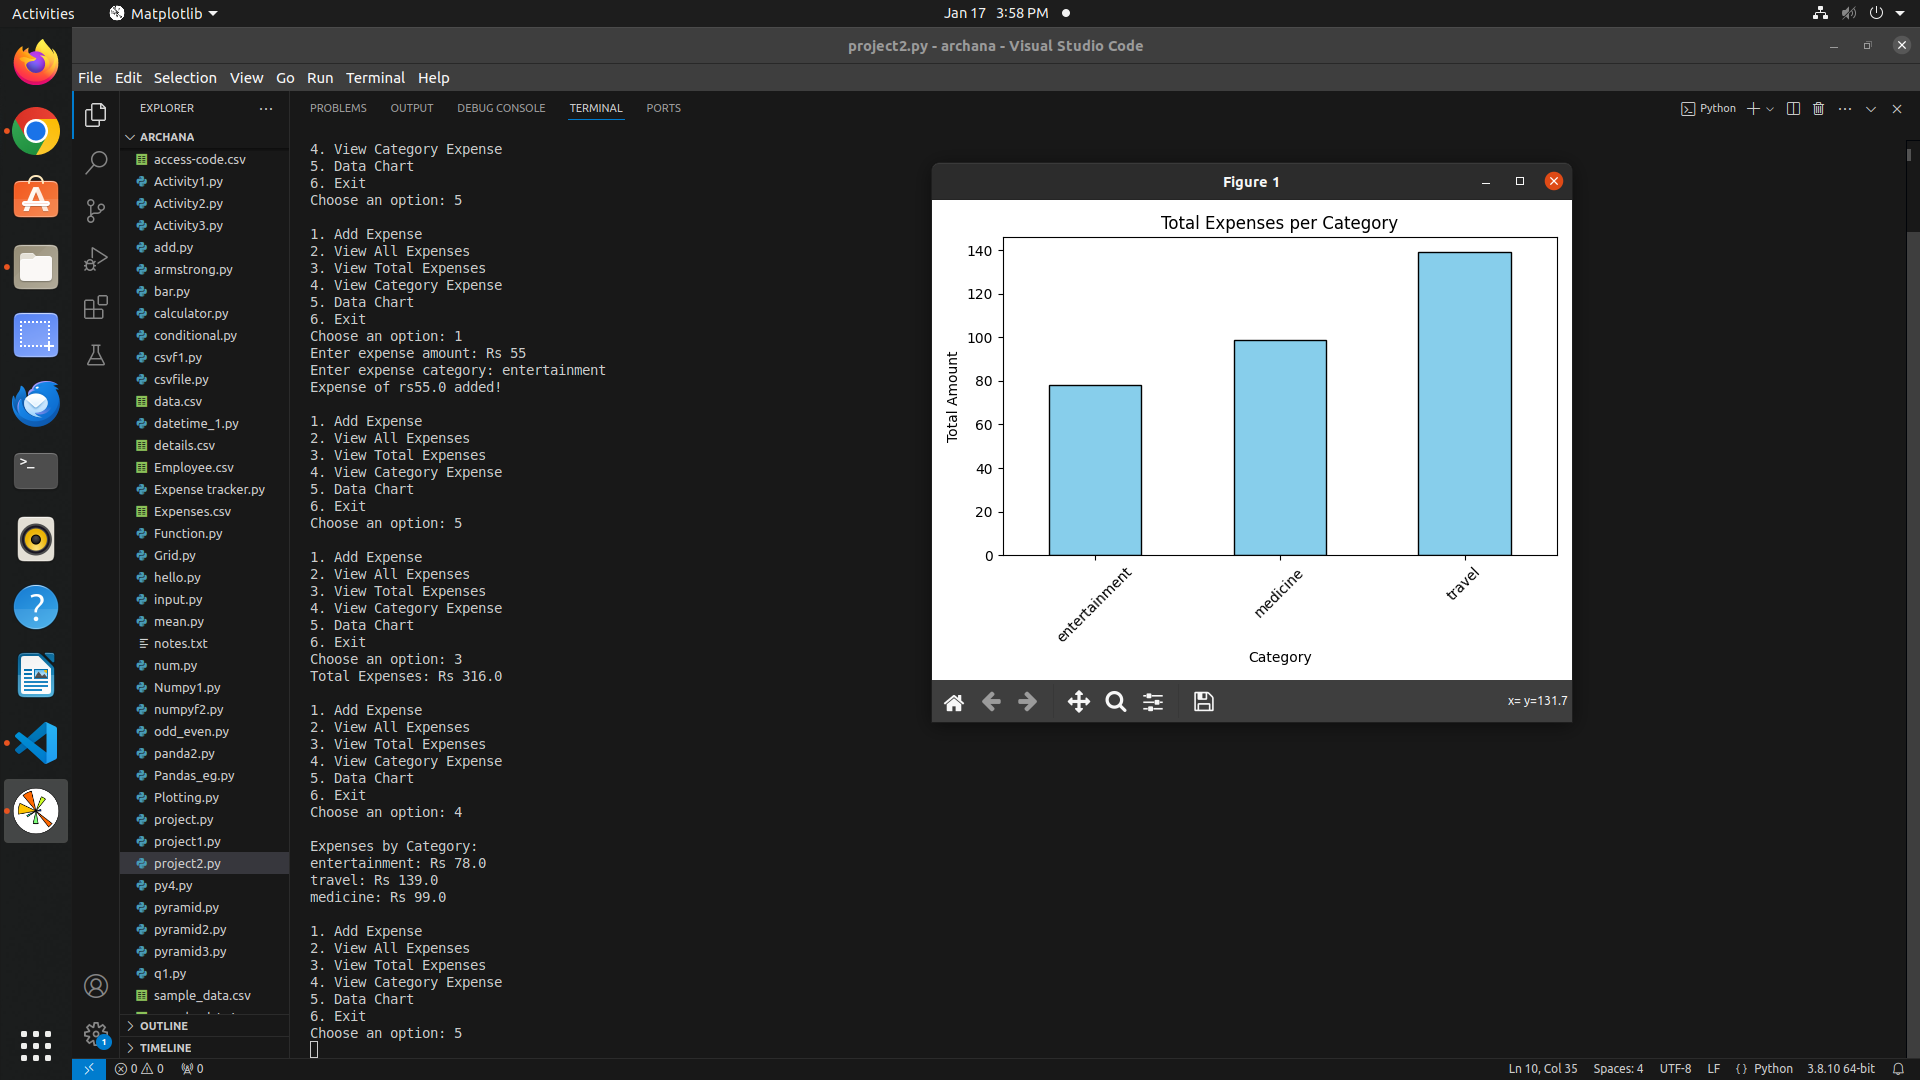 Activities
Matplotlib
Jan 17 3:58 PM
project2.py - archana - Visual Studio Code
File Edit Selection View Go Run Terminal Help
EXPLORER
ARCHANA
access-code.csv
Activity1.py
Activity2.py
Activity3.py
add.py
armstrong.py
bar.py
calculator.py
conditional.py
csvf1.py
csvfile.py
data.csv
datetime_1.py
details.csv
Employee.csv
Expense tracker.py
Expenses.csv
Function.py
Grid.py
hello.py
input.py
mean.py
notes.txt
num.py
Numpy1.py
numpyf2.py
odd_even.py
panda2.py
Pandas_eg.py
Plotting.py
project.py
project1.py
project2.py
py4.py
pyramid.py
pyramid2.py
pyramid3.py
q1.py
sample_data.csv
OUTLINE
TIMELINE
PROBLEMS OUTPUT DEBUG CONSOLE TERMINAL PORTS
Python
4. View Category Expense
5. Data Chart
6. Exit
Choose an option: 5
1. Add Expense
2. View All Expenses
3. View Total Expenses
4. View Category Expense
5. Data Chart
6. Exit
Choose an option: 1
Enter expense amount: Rs 55
Enter expense category: entertainment
Expense of rs55.0 added!
1. Add Expense
2. View All Expenses
3. View Total Expenses
4. View Category Expense
5. Data Chart
6. Exit
Choose an option: 5
1. Add Expense
2. View All Expenses
3. View Total Expenses
4. View Category Expense
5. Data Chart
6. Exit
Choose an option: 3
Total Expenses: Rs 316.0
1. Add Expense
2. View All Expenses
3. View Total Expenses
4. View Category Expense
5. Data Chart
6. Exit
Choose an option: 4
Expenses by Category:
entertainment: Rs 78.0
travel: Rs 139.0
medicine: Rs 99.0
1. Add Expense
2. View All Expenses
3. View Total Expenses
4. View Category Expense
5. Data Chart
6. Exit
Choose an option: 5
Figure 1
Total Expenses per Category
Total Amount
140
120
100
80
60
40
20
0
entertainment
medicine
travel
Category
x= y=131.7
1
0 0 0
Ln 10, Col 35 Spaces: 4 UTF-8 LF Python 3.8.10 64-bit